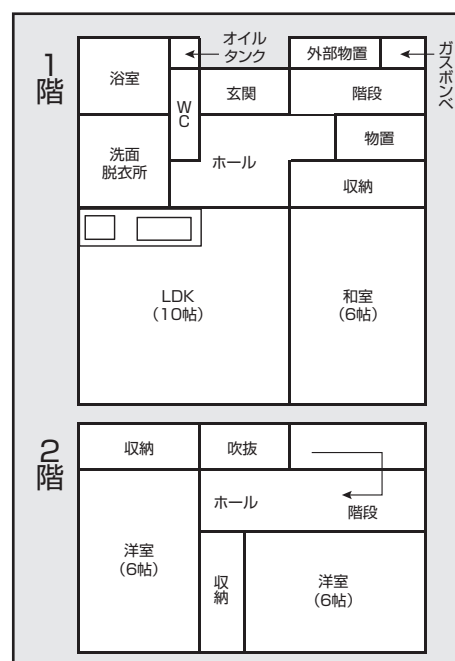 1階
オイル
タンク
外部物置
ガスボンベ
浴室
WC
玄関
階段
物置
洗面
脱衣所
ホール
収納
LDK
（10帖）
和室
（6帖）
2階
収納
吹抜
ホール
階段
洋室
（6帖）
収納
洋室
（6帖）